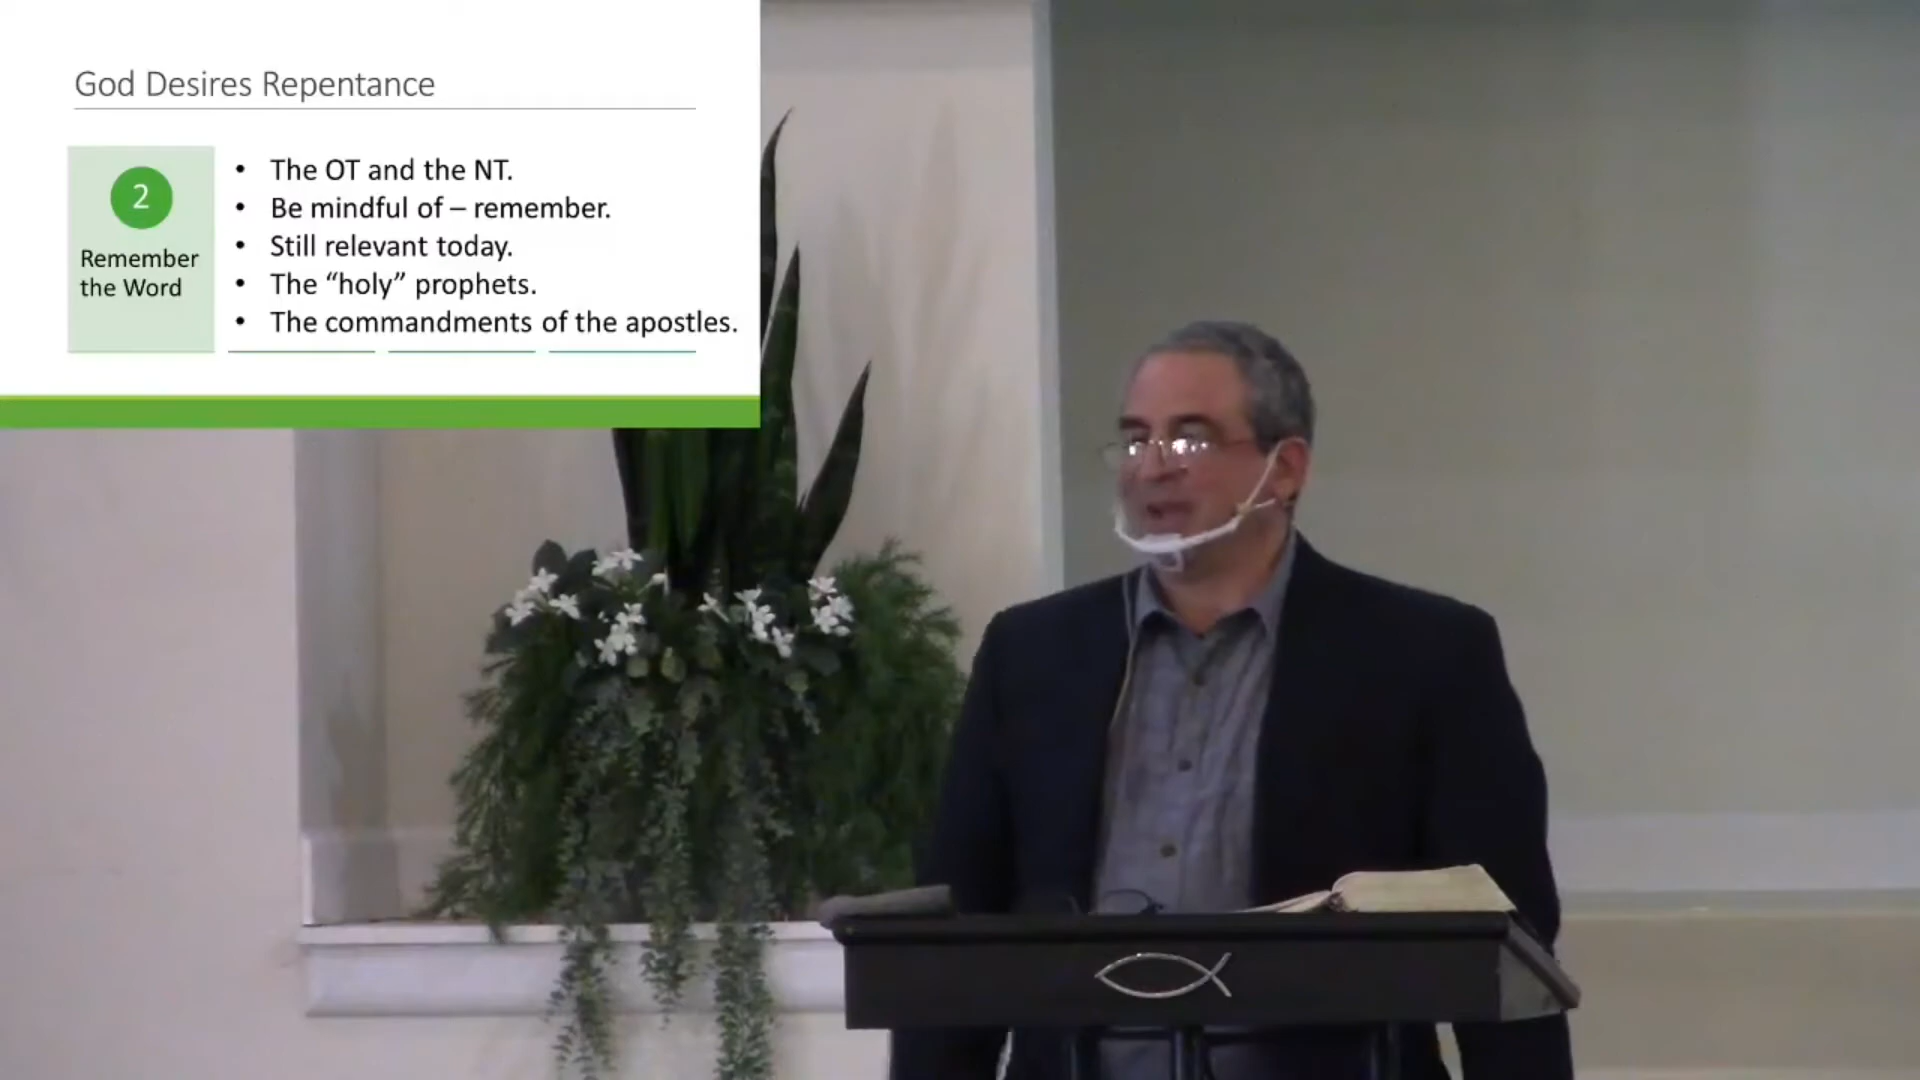 God Desires Repentance
2
Remember
the Word
• The OT and the NT.
• Be mindful of – remember.
• Still relevant today.
• The “holy” prophets.
• The commandments of the apostles.